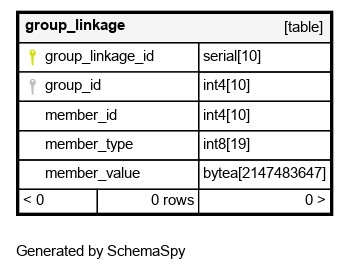 group_linkage [table]
group_linkage_id serial[10]
group_id int4[10]
member_id int4[10]
member_type int8[19]
member_value bytea[2147483647]
< 0 0 rows 0 >
Generated by SchemaSpy